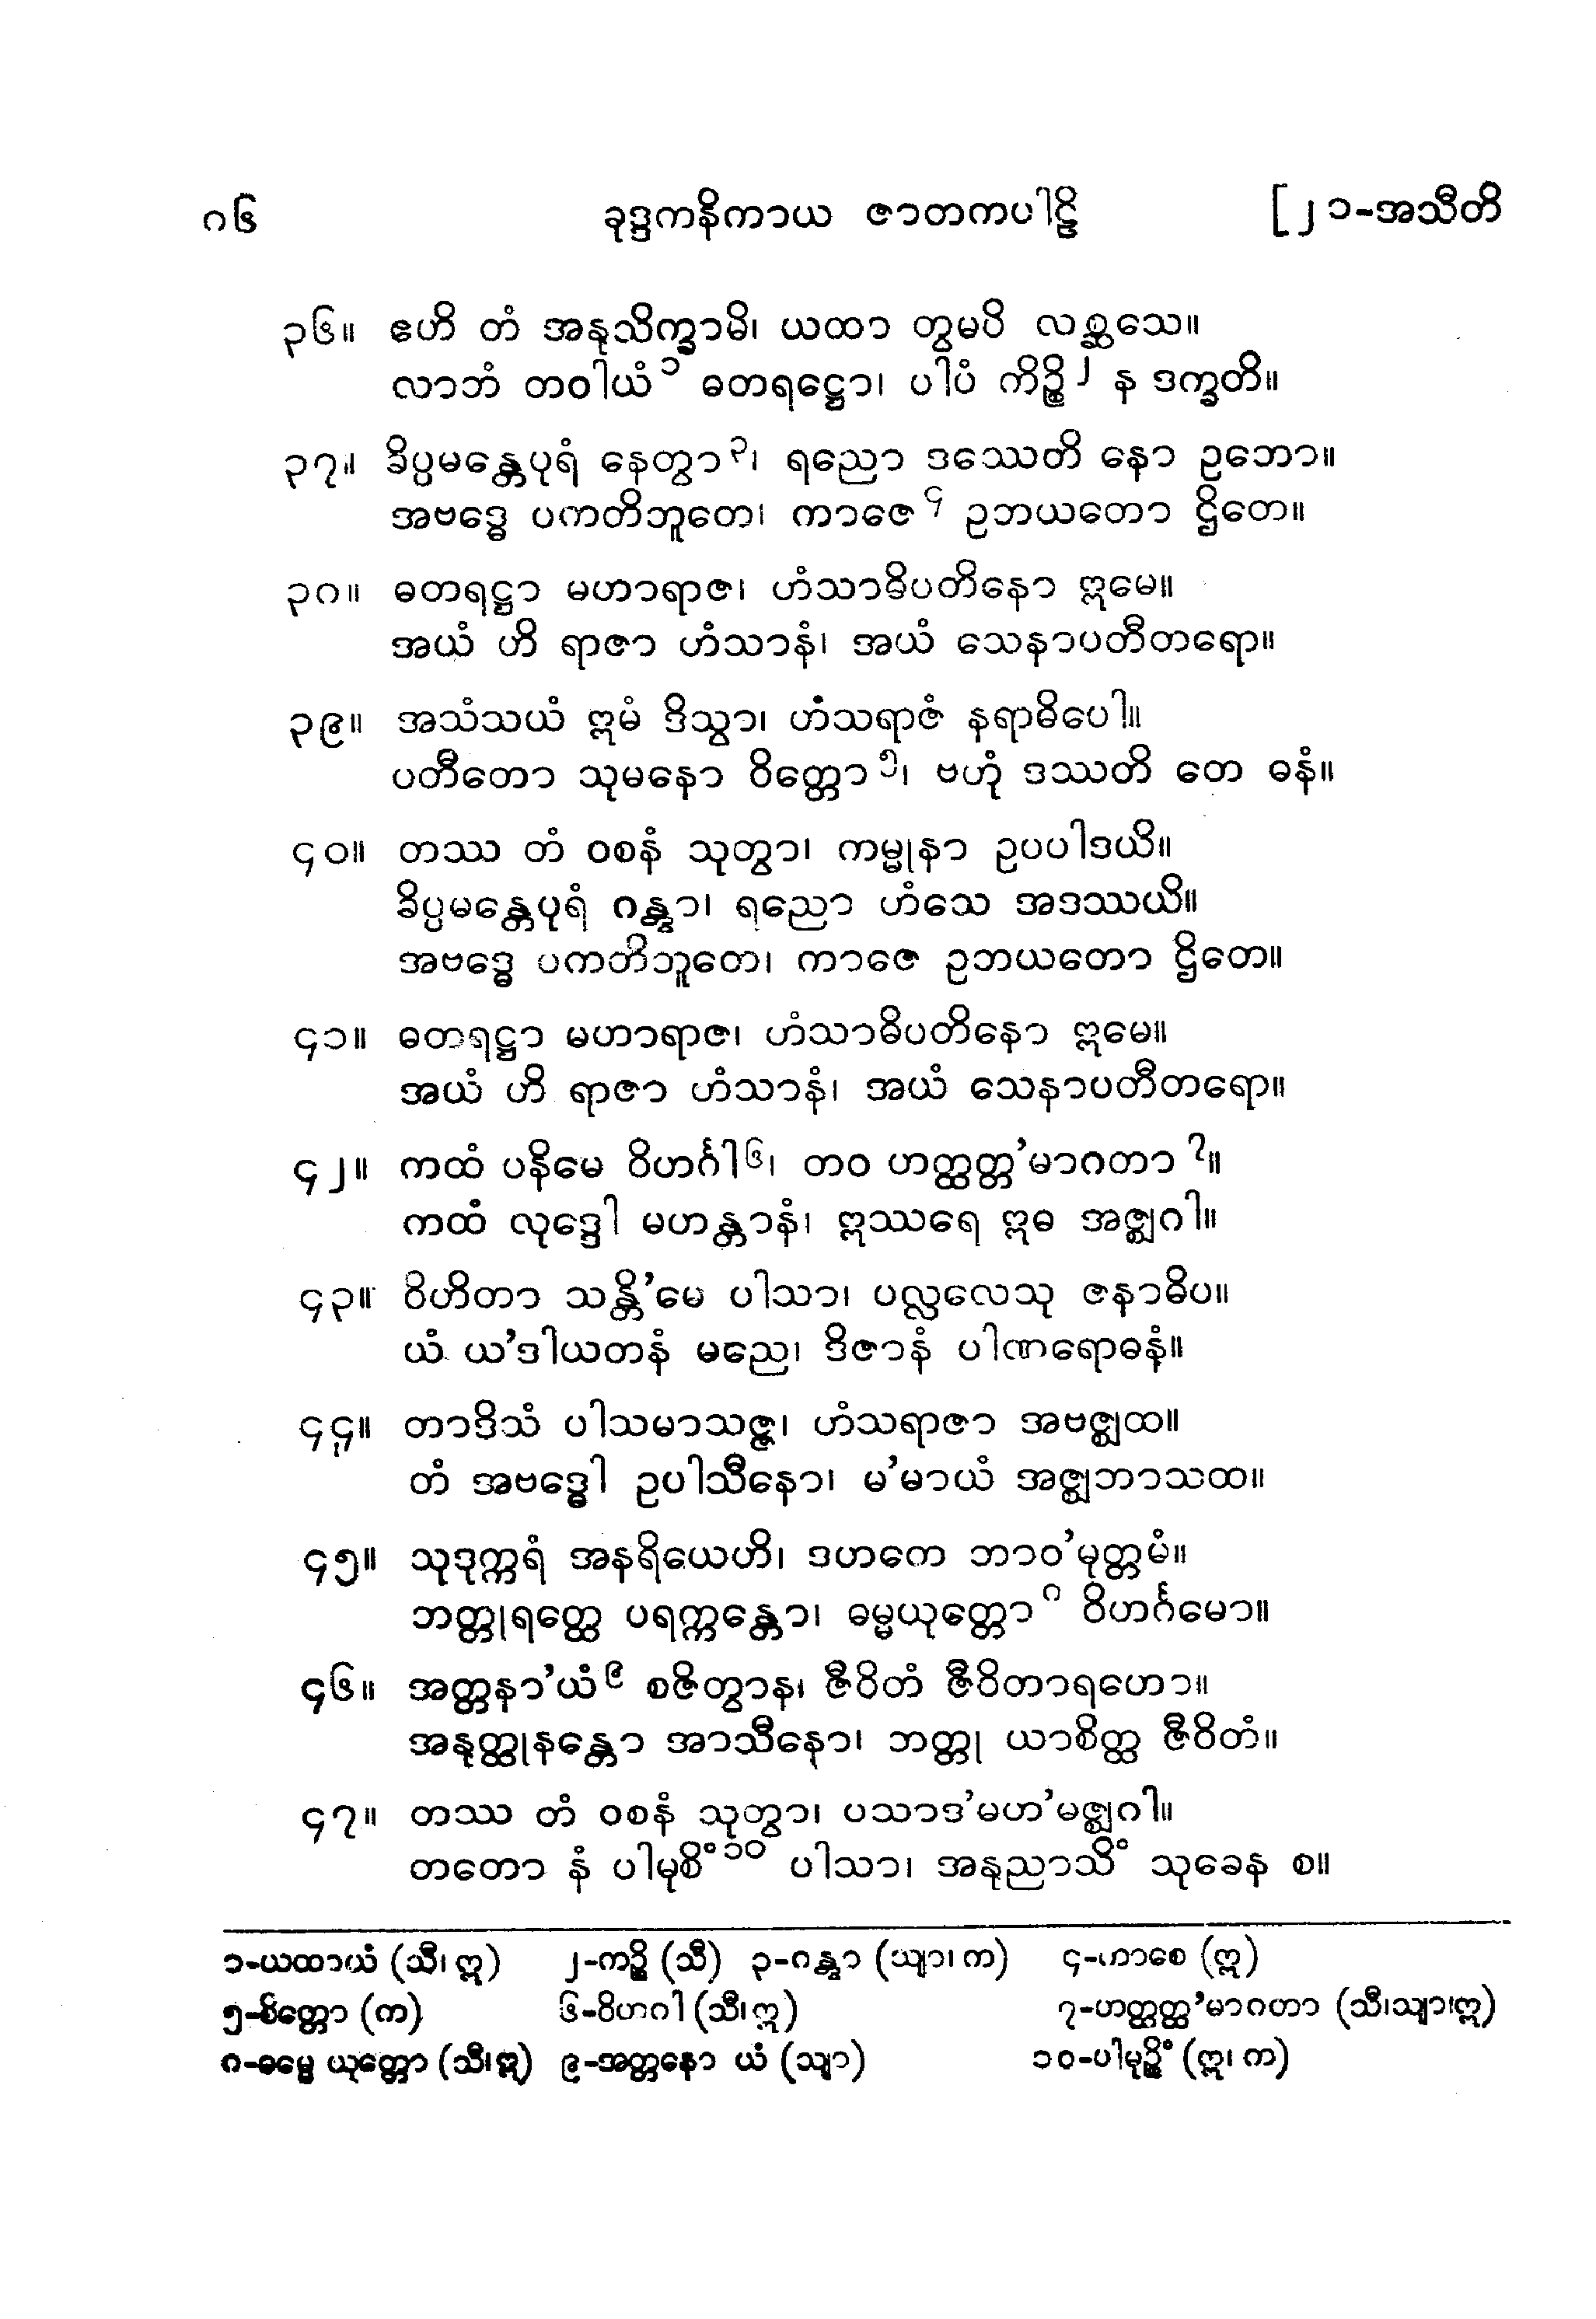 ၈၆ ခုဒ္ဒကနိကာယ ဇာတကပါဠိ [၂၁-အသီတိ
၃၆။ ဧဟိ တံ အနုသိက္ခာမိ၊ ယထာ တွမပိ လစ္ဆသေ။
လာဘံ တဝါယံ၁ ဓတရဋ္ဌော၊ ပါပံ ကိဉ္စိ၂ န ဒက္ခတိ။
၃၇။ ခိပ္ပမန္တေပုရံ နေတွာ၃၊ ရညော ဒဿေတိ နော ဥဘော။
အဗဒ္ဓေ ပကတိဘူတေ၊ ကာဇေ၄ ဥဘယတော ဌိတေ။
၃၈။ ဓတရဋ္ဌာ မဟာရာဇ၊ ဟံသာဓိပတိနော ဣမေ။
အယံ ဟိ ရာဇာ ဟံသာနံ၊ အယံ သေနာပတီတရော။
၃၉။ အသံသယံ ဣမံ ဒိသွာ၊ ဟံသရာဇံ နရာဓိပေါ။
ပတီတော သုမနော ဝိတ္တော၅၊ ဗဟုံ ဒဿတိ တေ ဓနံ။
၄၀။ တဿ တံ ဝစနံ သုတွာ၊ ကမ္မုနာ ဥပပါဒယိ။
ခိပ္ပမန္တေပုရံ ဂန္တွာ၊ ရညော ဟံသေ အဒဿယိ။
အဗဒ္ဓေ ပကတိဘူတေ၊ ကာဇေ ဥဘယတော ဌိတေ။
၄၁။ ဓတရဋ္ဌာ မဟာရာဇ၊ ဟံသာဓိပတိနော ဣမေ။
အယံ ဟိ ရာဇာ ဟံသာနံ၊ အယံ သေနာပတီတရော။
၄၂။ ကထံ ပနိမေ ဝိဟင်္ဂါ၆၊ တဝ ဟတ္ထတ္တ’မာဂတာ၇။
ကထံ လုဒ္ဒေါ မဟန္တာနံ၊ ဣဿရေ ဣဓ အဇ္ဈဂါ။
၄၃။ ဝိဟိတာ သန္တိ’မေ ပါသာ၊ ပလ္လလေသု ဇနာဓိပ။
ယံ ယ’ဒါယတနံ မညေ၊ ဒိဇာနံ ပါဏရောဓနံ။
၄၄။ တာဒိသံ ပါသမာသဇ္ဇ၊ ဟံသရာဇာ အဗဇ္ဈထ။
တံ အဗဒ္ဓေါ ဥပါသီနော၊ မ’မာယံ အဇ္ဈဘာသထ။
၄၅။ သုဒုက္ကရံ အနရိယေဟိ၊ ဒဟကေ ဘာဝ’မုတ္တမံ။
ဘတ္တုရတ္ထေ ပရက္ကန္တော၊ ဓမ္မယုတ္တော၈ ဝိဟင်္ဂမော။
၄၆။ အတ္တနာ’ယံ၉ စဇိတွာန၊ ဇီဝိတံ ဇီဝိတာရဟော။
အနုတ္ထုနန္တော အာသီနော၊ ဘတ္တု ယာစိတ္ထ ဇီဝိတံ။
၄၇။ တဿ တံ ဝစနံ သုတွာ၊ ပသာဒ’မဟ’မဇ္ဈဂါ။
တတော နံ ပါမုစိံ၁၀ ပါသာ၊ အနုညာသိံ သုခေန စ။
၁-ယထာယံ (သီ၊ ဣ) ၂-ကဉ္စိ (သီ) ၃-ဂန္တွာ (သျာ၊ က) ၄-ကာစေ (ဣ)
၅-စိတ္တော (က) ၆-ဝိဟဂါ (သီ၊ ဣ) ၇-ဟတ္ထတ္ထ’မာဂတာ (သီ၊သျာ၊ဣ)
၈-ဓမ္မေ ယုတ္တော (သီ၊ဣ) ၉-အတ္တနော ယံ (သျာ) ၁၀-ပါမုဉ္စိံ (ဣ၊ က)